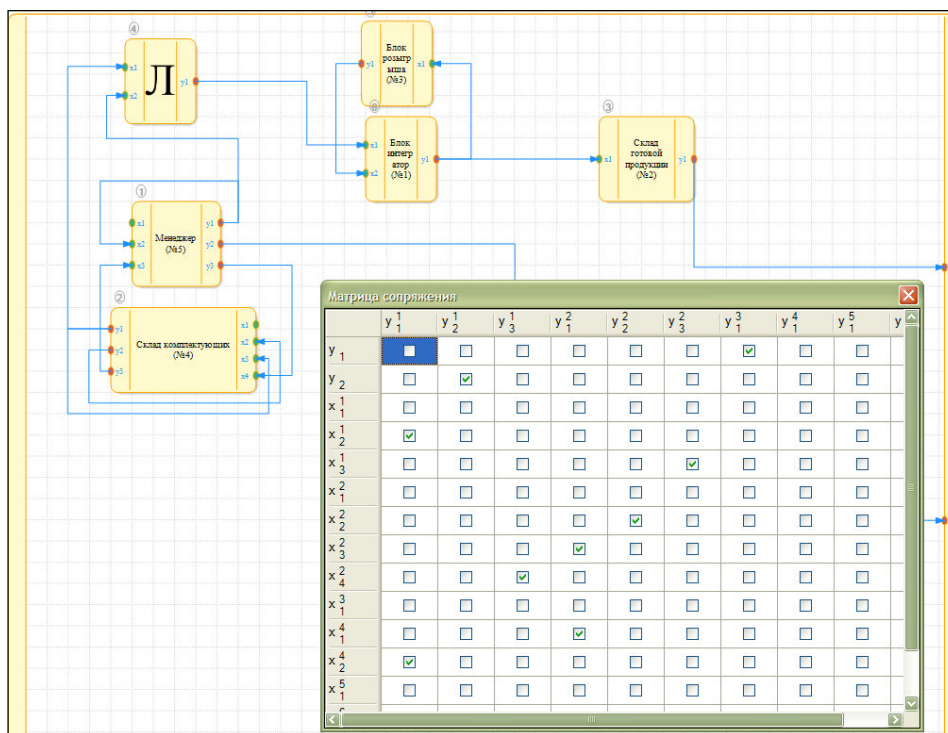 ④
x1
x2
Л
y1
Блок
розыгр
ыша
(№3)
y1
x1
Блок
интегр
атор
(№1)
x1
x2
y1
③
Склад
готовой
продукции
(№2)
x1
y1
①
x1
x2
x3
Менеджер
(№5)
y1
y2
y3
②
y1
y2
y3
Склад комплектующих
(№4)
x1
x2
x3
x4
Матрица сопряжения
y 1 1 y 1 2 y 1 3 y 2 1 y 2 2 y 2 3 y 3 1 y 4 1 y 5 1 y
y 1
y 2
x 1 1
x 1 2
x 1 3
x 2 1
x 2 2
x 2 3
x 2 4
x 3 1
x 4 1
x 4 2
x 5 1